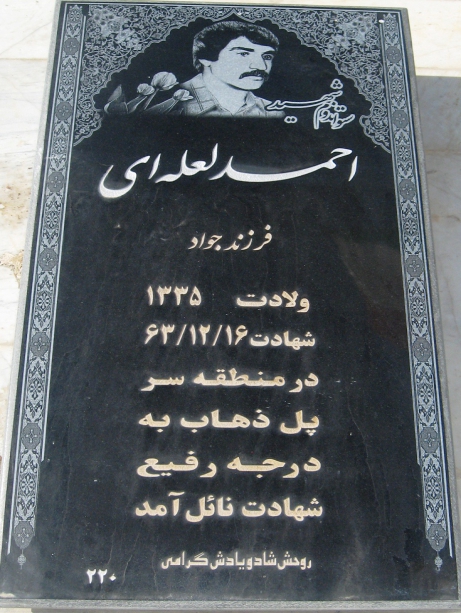 شهید
ستواندوم
احمد لعله‌ای
فرزند جواد
ولادت ۱۳۳۵
شهادت ۶۳/۱۲/۱۶
در منطقه سر
پل ذهاب به
درجه رفیع
شهادت نائل آمد
روحش شاد و یادش گرامی
۲۲۰